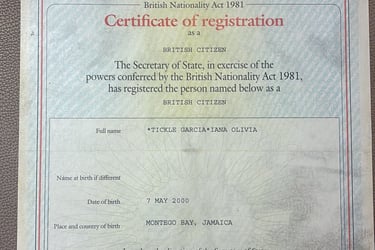 British Nationality Act 1981
Certificate of registration
as a
BRITISH CITIZEN
The Secretary of State, in exercise of the
powers conferred by the British Nationality Act 1981,
has registered the person named below as a
BRITISH CITIZEN
Full name *TICKLE GARCIA*IANA OLIVIA
Name at birth if different
Date of birth 7 MAY 2000
Place and country of birth MONTEGO BAY, JAMAICA